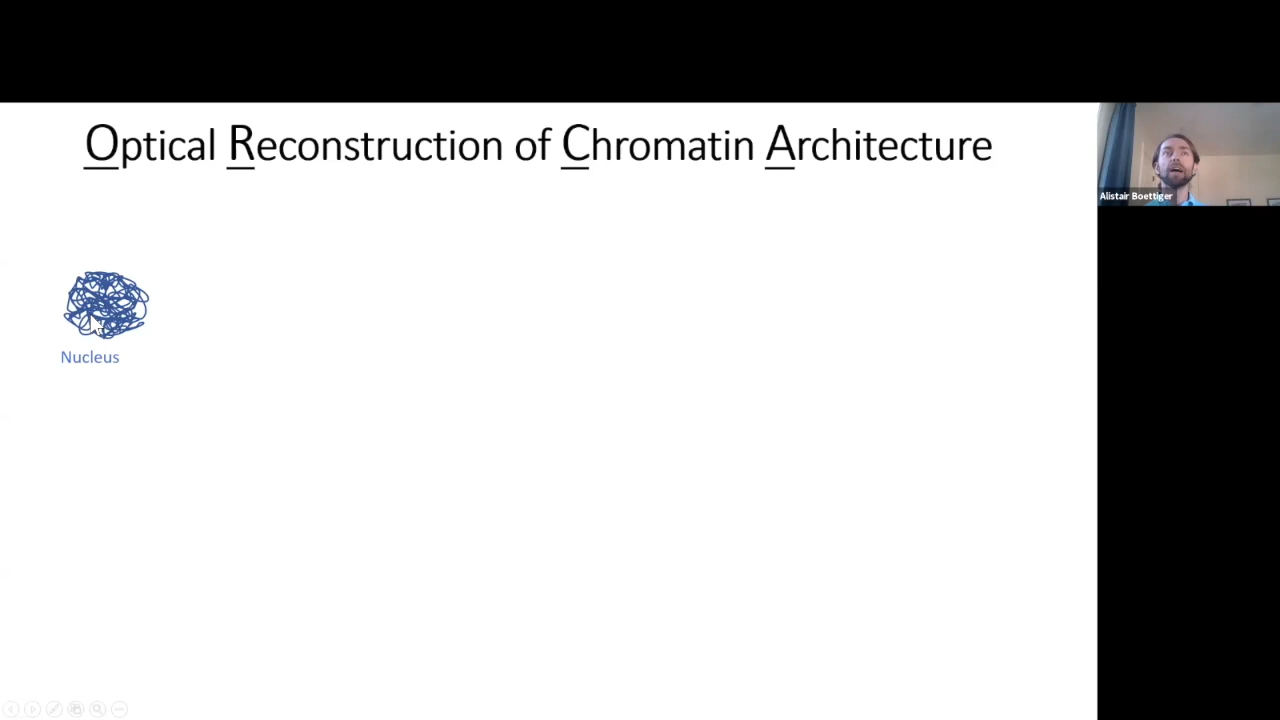 Optical Reconstruction of Chromatin Architecture
Alistair Boettiger
Nucleus